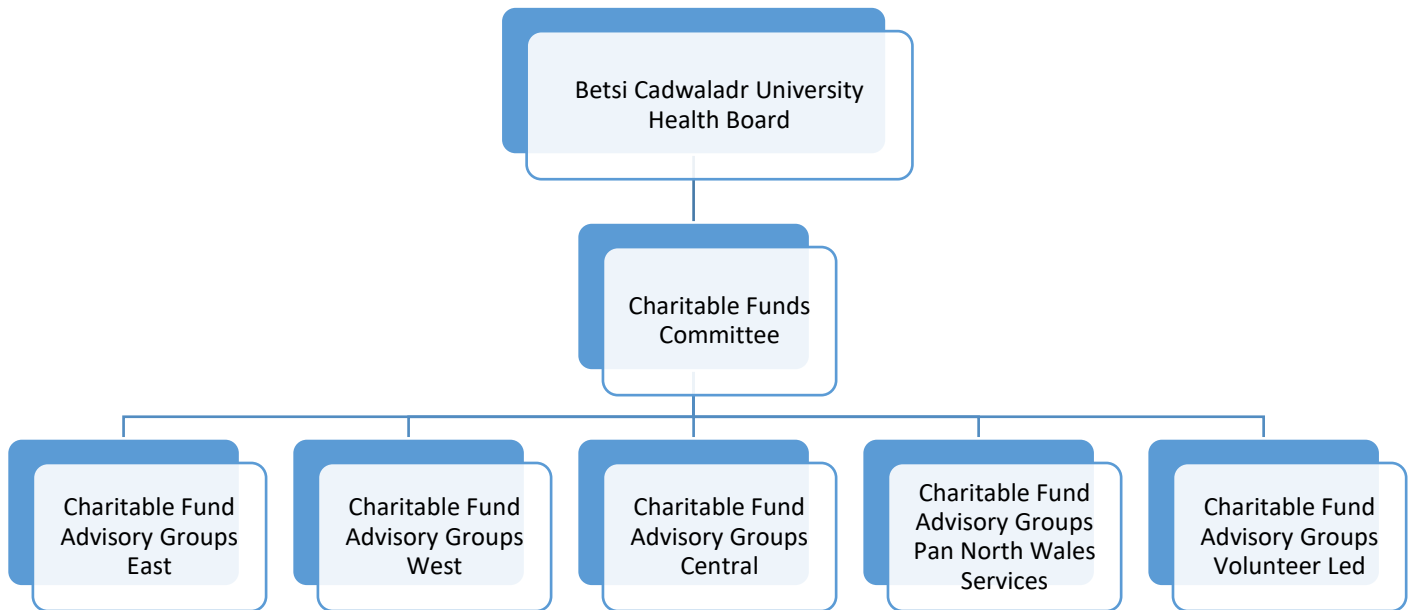 Betsi Cadwaladr University
Health Board
Charitable Funds
Committee
Charitable Fund
Advisory Groups
East
Charitable Fund
Advisory Groups
West
Charitable Fund
Advisory Groups
Central
Charitable Fund
Advisory Groups
Pan North Wales
Services
Charitable Fund
Advisory Groups
Volunteer Led